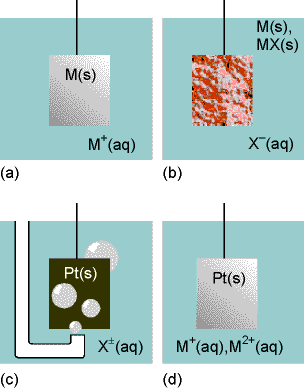 M(s)
M⁺(aq)
(a)
M(s),
MX(s)
X⁻(aq)
(b)
Pt(s)
X±(aq)
(c)
Pt(s)
M⁺(aq),M²⁺(aq)
(d)